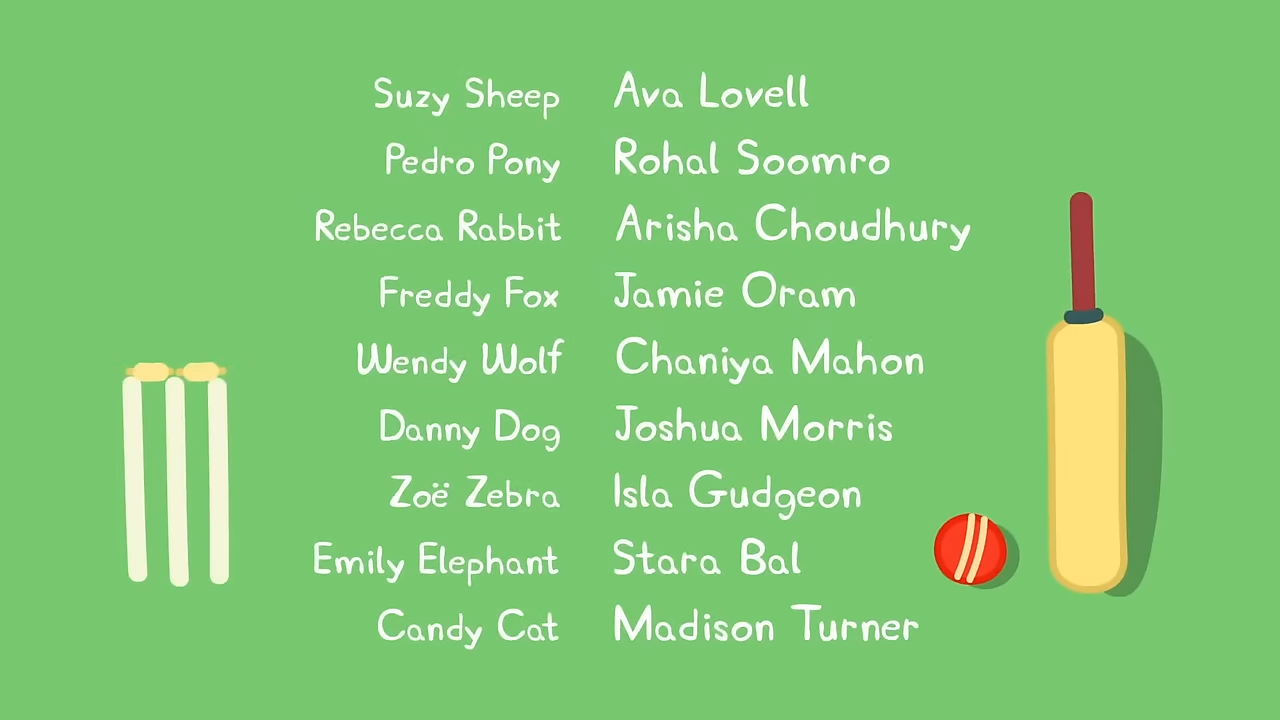 Suzy Sheep Ava Lovell
Pedro Pony Rohal Soomro
Rebecca Rabbit Arisha Choudhury
Freddy Fox Jamie Oram
Wendy Wolf Chaniya Mahon
Danny Dog Joshua Morris
Zoë Zebra Isla Gudgeon
Emily Elephant Stara Bal
Candy Cat Madison Turner